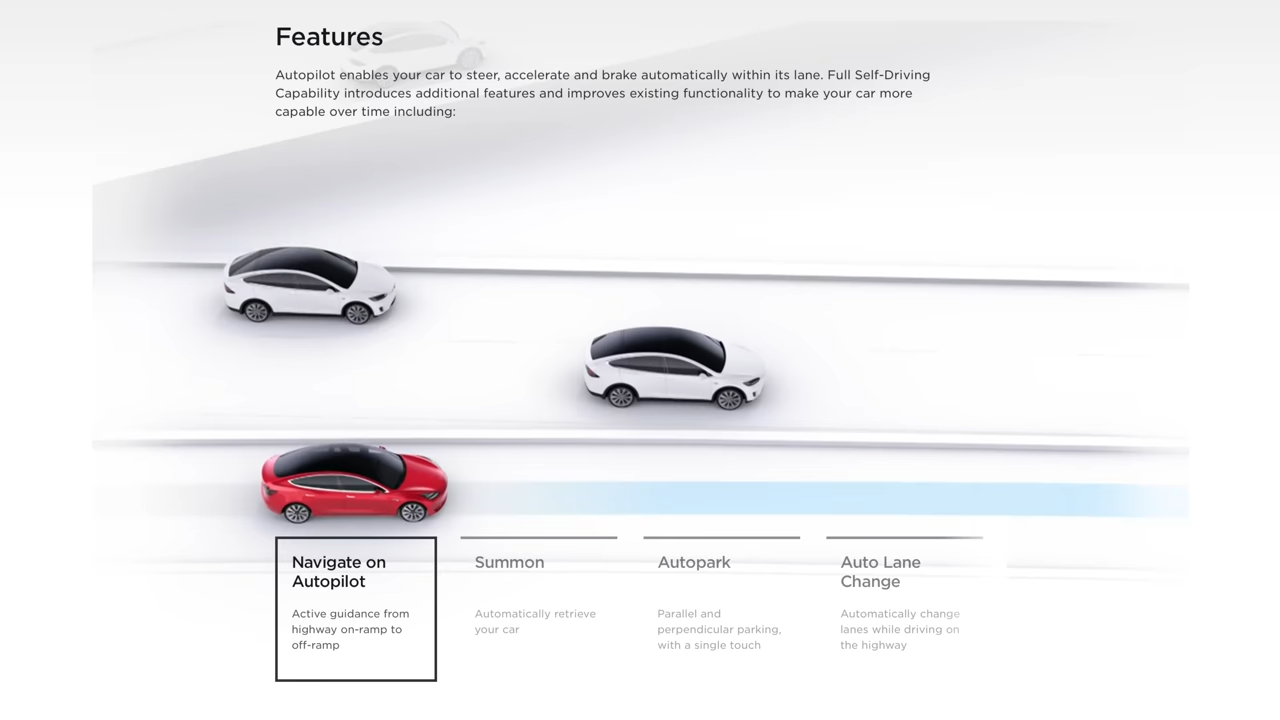 Features
Autopilot enables your car to steer, accelerate and brake automatically within its lane. Full Self-Driving
Capability introduces additional features and improves existing functionality to make your car more
capable over time including:
Navigate on
Autopilot
Active guidance from
highway on-ramp to
off-ramp
Summon
Automatically retrieve
your car
Autopark
Parallel and
perpendicular parking,
with a single touch
Auto Lane
Change
Automatically change
lanes while driving on
the highway